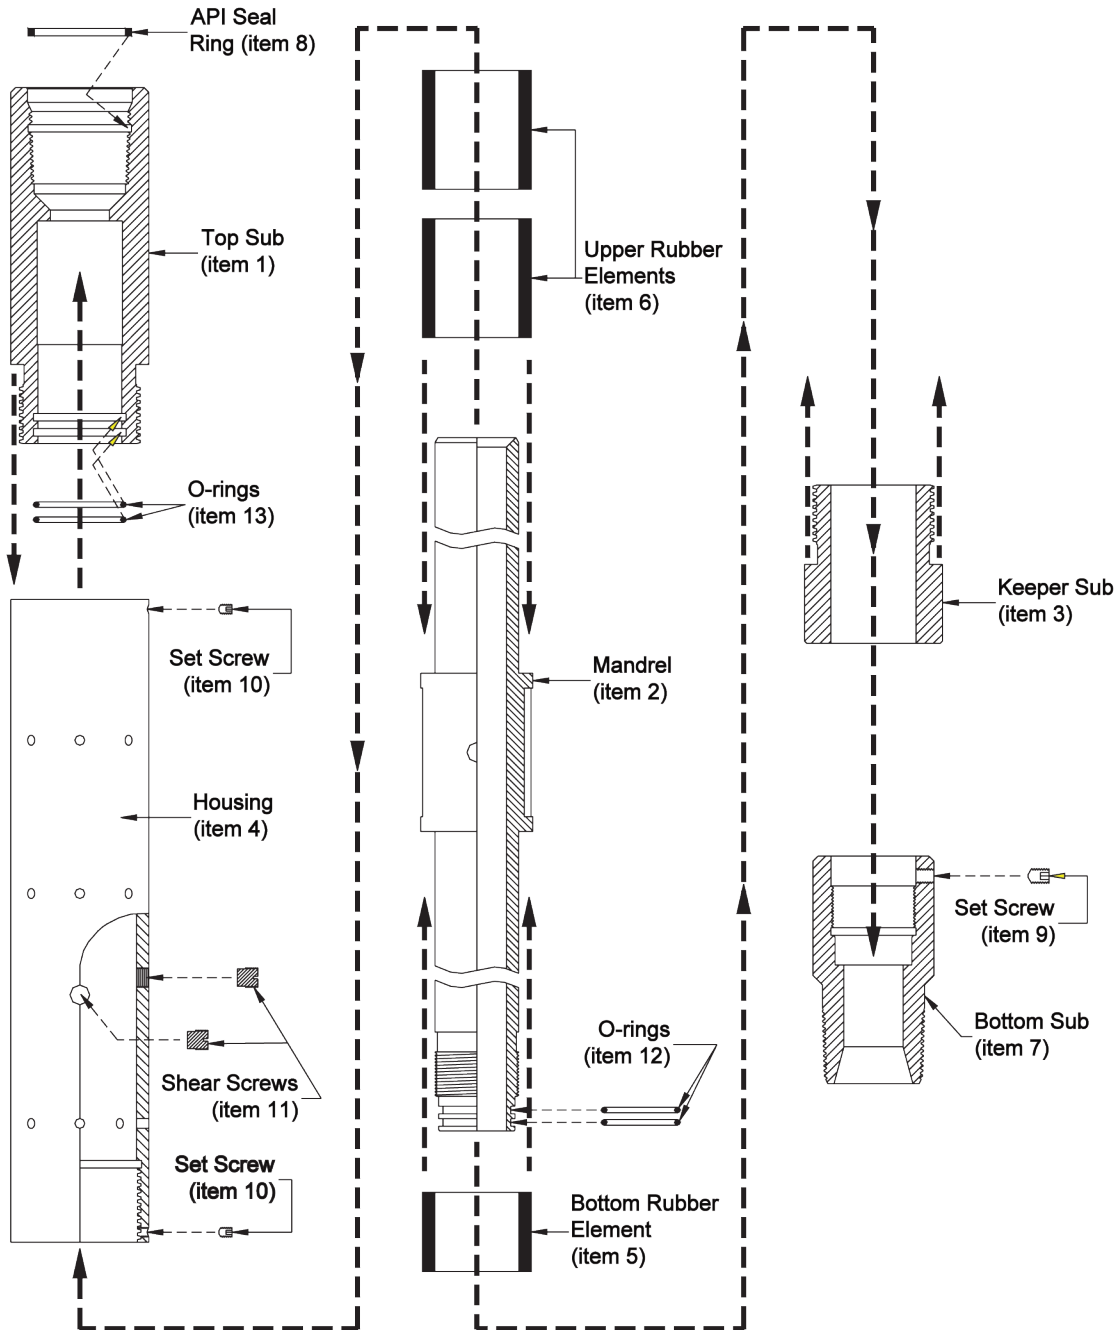 API Seal
Ring (item 8)
Top Sub
(item 1)
O-rings
(item 13)
Set Screw
(item 10)
Housing
(item 4)
Shear Screws
(item 11)
Set Screw
(item 10)
Upper Rubber
Elements
(item 6)
Mandrel
(item 2)
O-rings
(item 12)
Bottom Rubber
Element
(item 5)
Keeper Sub
(item 3)
Set Screw
(item 9)
Bottom Sub
(item 7)